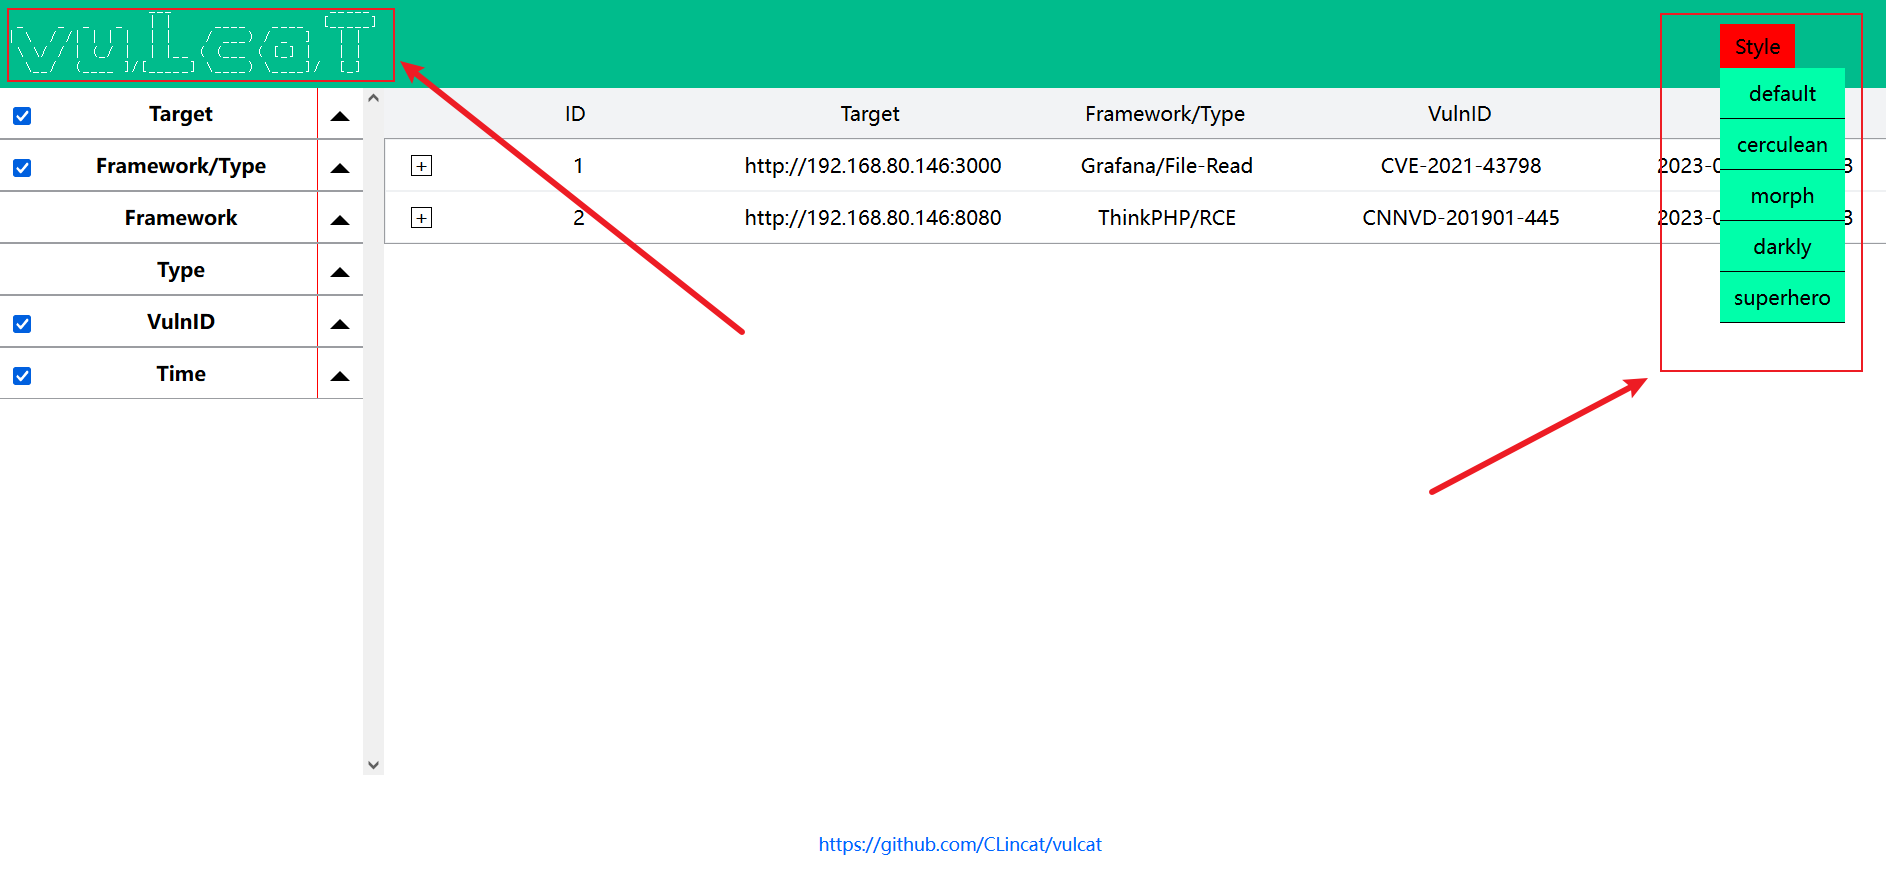 vulcaT
Style
default
cerculean
morph
darkly
superhero
Target
Framework/Type
Framework
Type
VulnID
Time
ID Target Framework/Type VulnID
1 http://192.168.80.146:3000 Grafana/File-Read CVE-2021-43798 2023-0 3
2 http://192.168.80.146:8080 ThinkPHP/RCE CNNVD-201901-445 2023-0 3
https://github.com/CLincat/vulcat